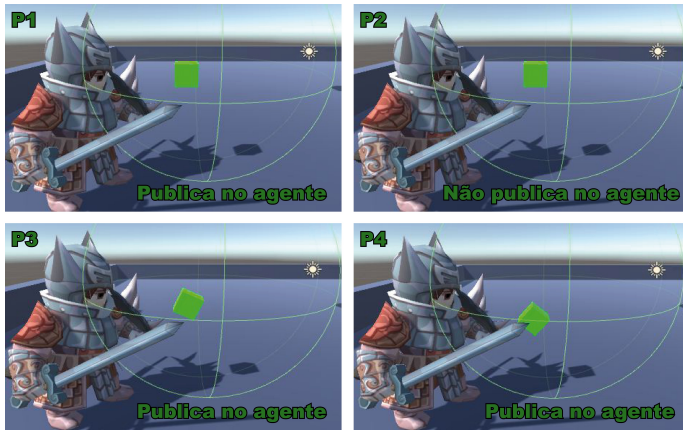 P1
Publica no agente
P2
Não publica no agente
P3
Publica no agente
P4
Publica no agente